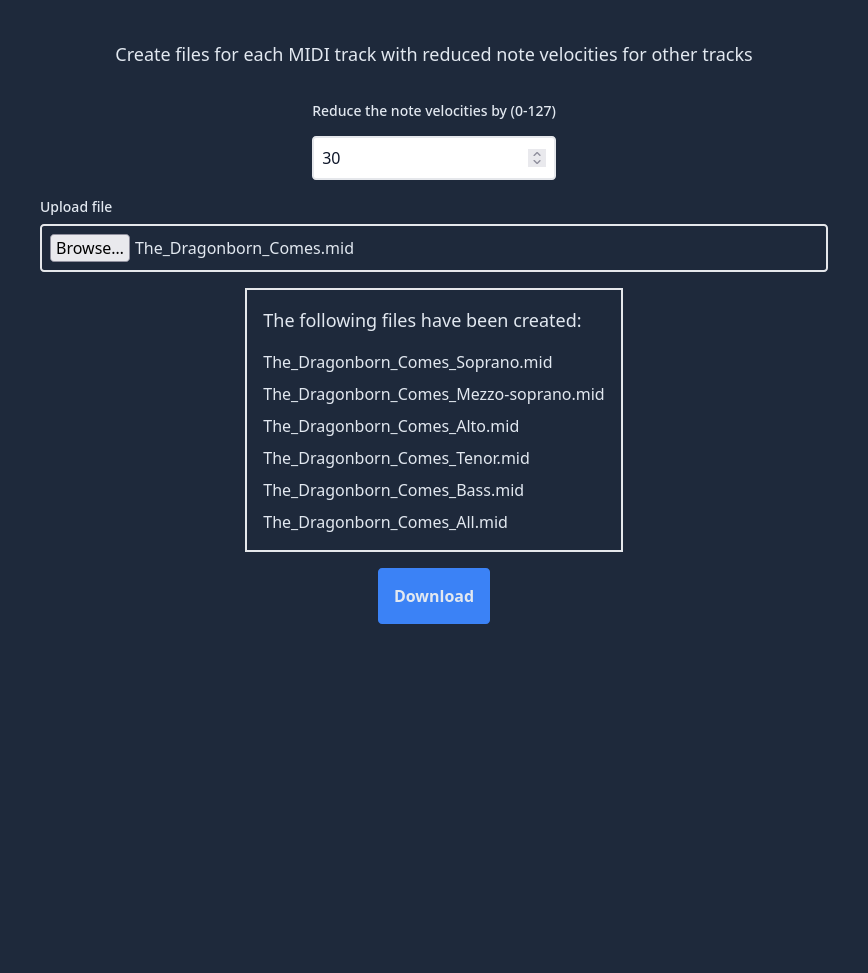 Create files for each MIDI track with reduced note velocities for other tracks
Reduce the note velocities by (0-127)
30
Upload file
Browse... The_Dragonborn_Comes.mid
The following files have been created:
The_Dragonborn_Comes_Soprano.mid
The_Dragonborn_Comes_Mezzo-soprano.mid
The_Dragonborn_Comes_Alto.mid
The_Dragonborn_Comes_Tenor.mid
The_Dragonborn_Comes_Bass.mid
The_Dragonborn_Comes_All.mid
Download